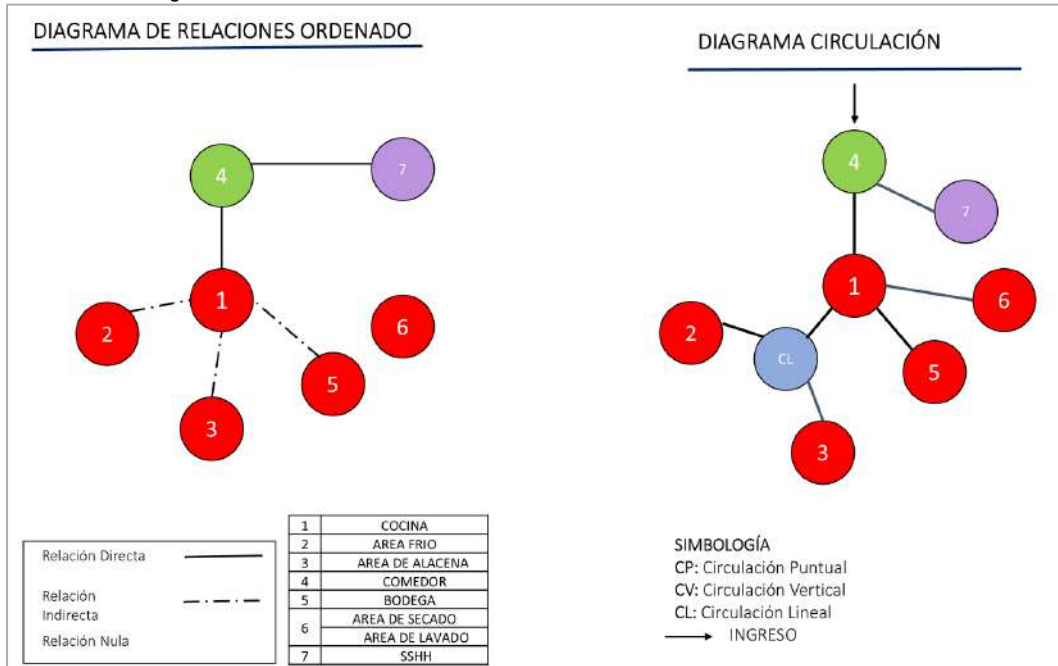 DIAGRAMA DE RELACIONES ORDENADO
4
7
1
2
6
5
3
Relación Directa
Relación
Indirecta
Relación Nula
1 COCINA
2 AREA FRIO
3 AREA DE ALACENA
4 COMEDOR
5 BODEGA
6 AREA DE SECADO
AREA DE LAVADO
7 SSHH
DIAGRAMA CIRCULACIÓN
4
7
1
6
2
CL
5
3
SIMBOLOGÍA
CP: Circulación Puntual
CV: Circulación Vertical
CL: Circulación Lineal
INGRESO